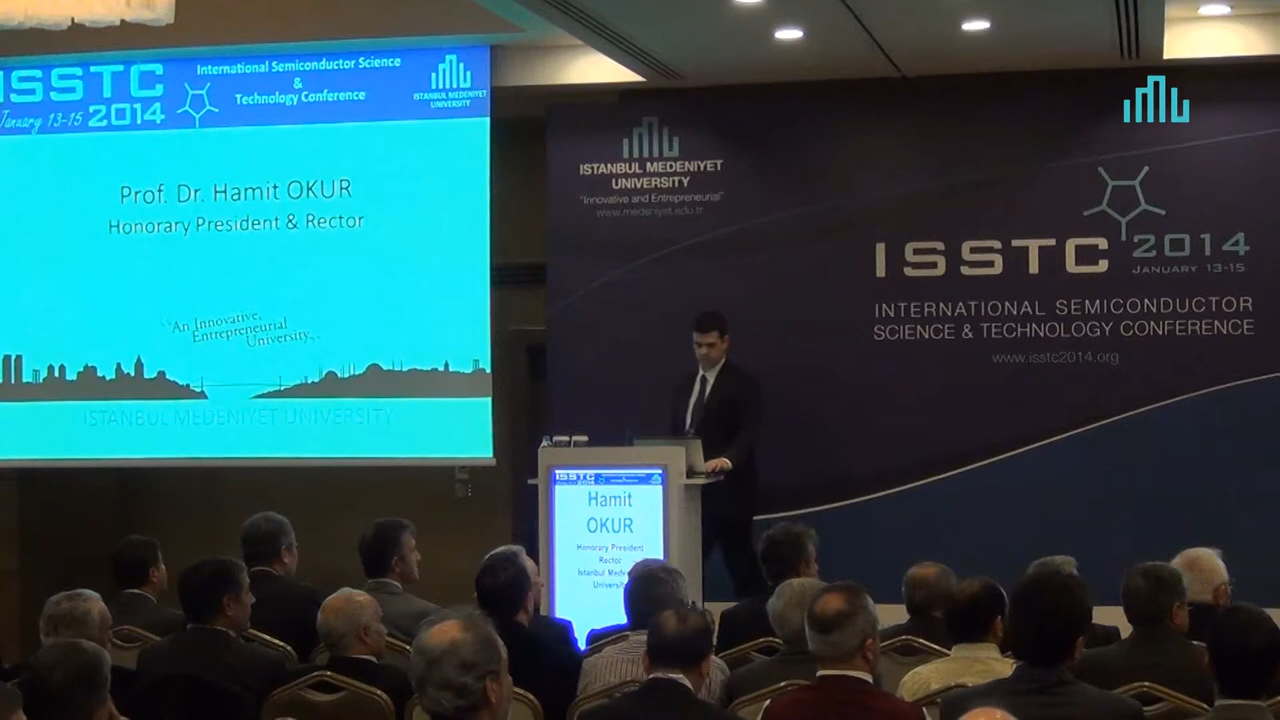 ISSTC
January 13-15 2014
International Semiconductor Science
&
Technology Conference
ISTANBUL MEDENIYET
UNIVERSITY
Prof. Dr. Hamit OKUR
Honorary President & Rector
"An Innovative,
Entrepreneurial
University"
ISTANBUL MEDENIYET UNIVERSITY
ISTANBUL MEDENIYET
UNIVERSITY
"Innovative and Entrepreneurial"
www.medeniyet.edu.tr
ISSTC 2014
JANUARY 13-15
INTERNATIONAL SEMICONDUCTOR
SCIENCE & TECHNOLOGY CONFERENCE
www.isstc2014.org
ISSTC
Hamit
OKUR
Honorary President
Rector